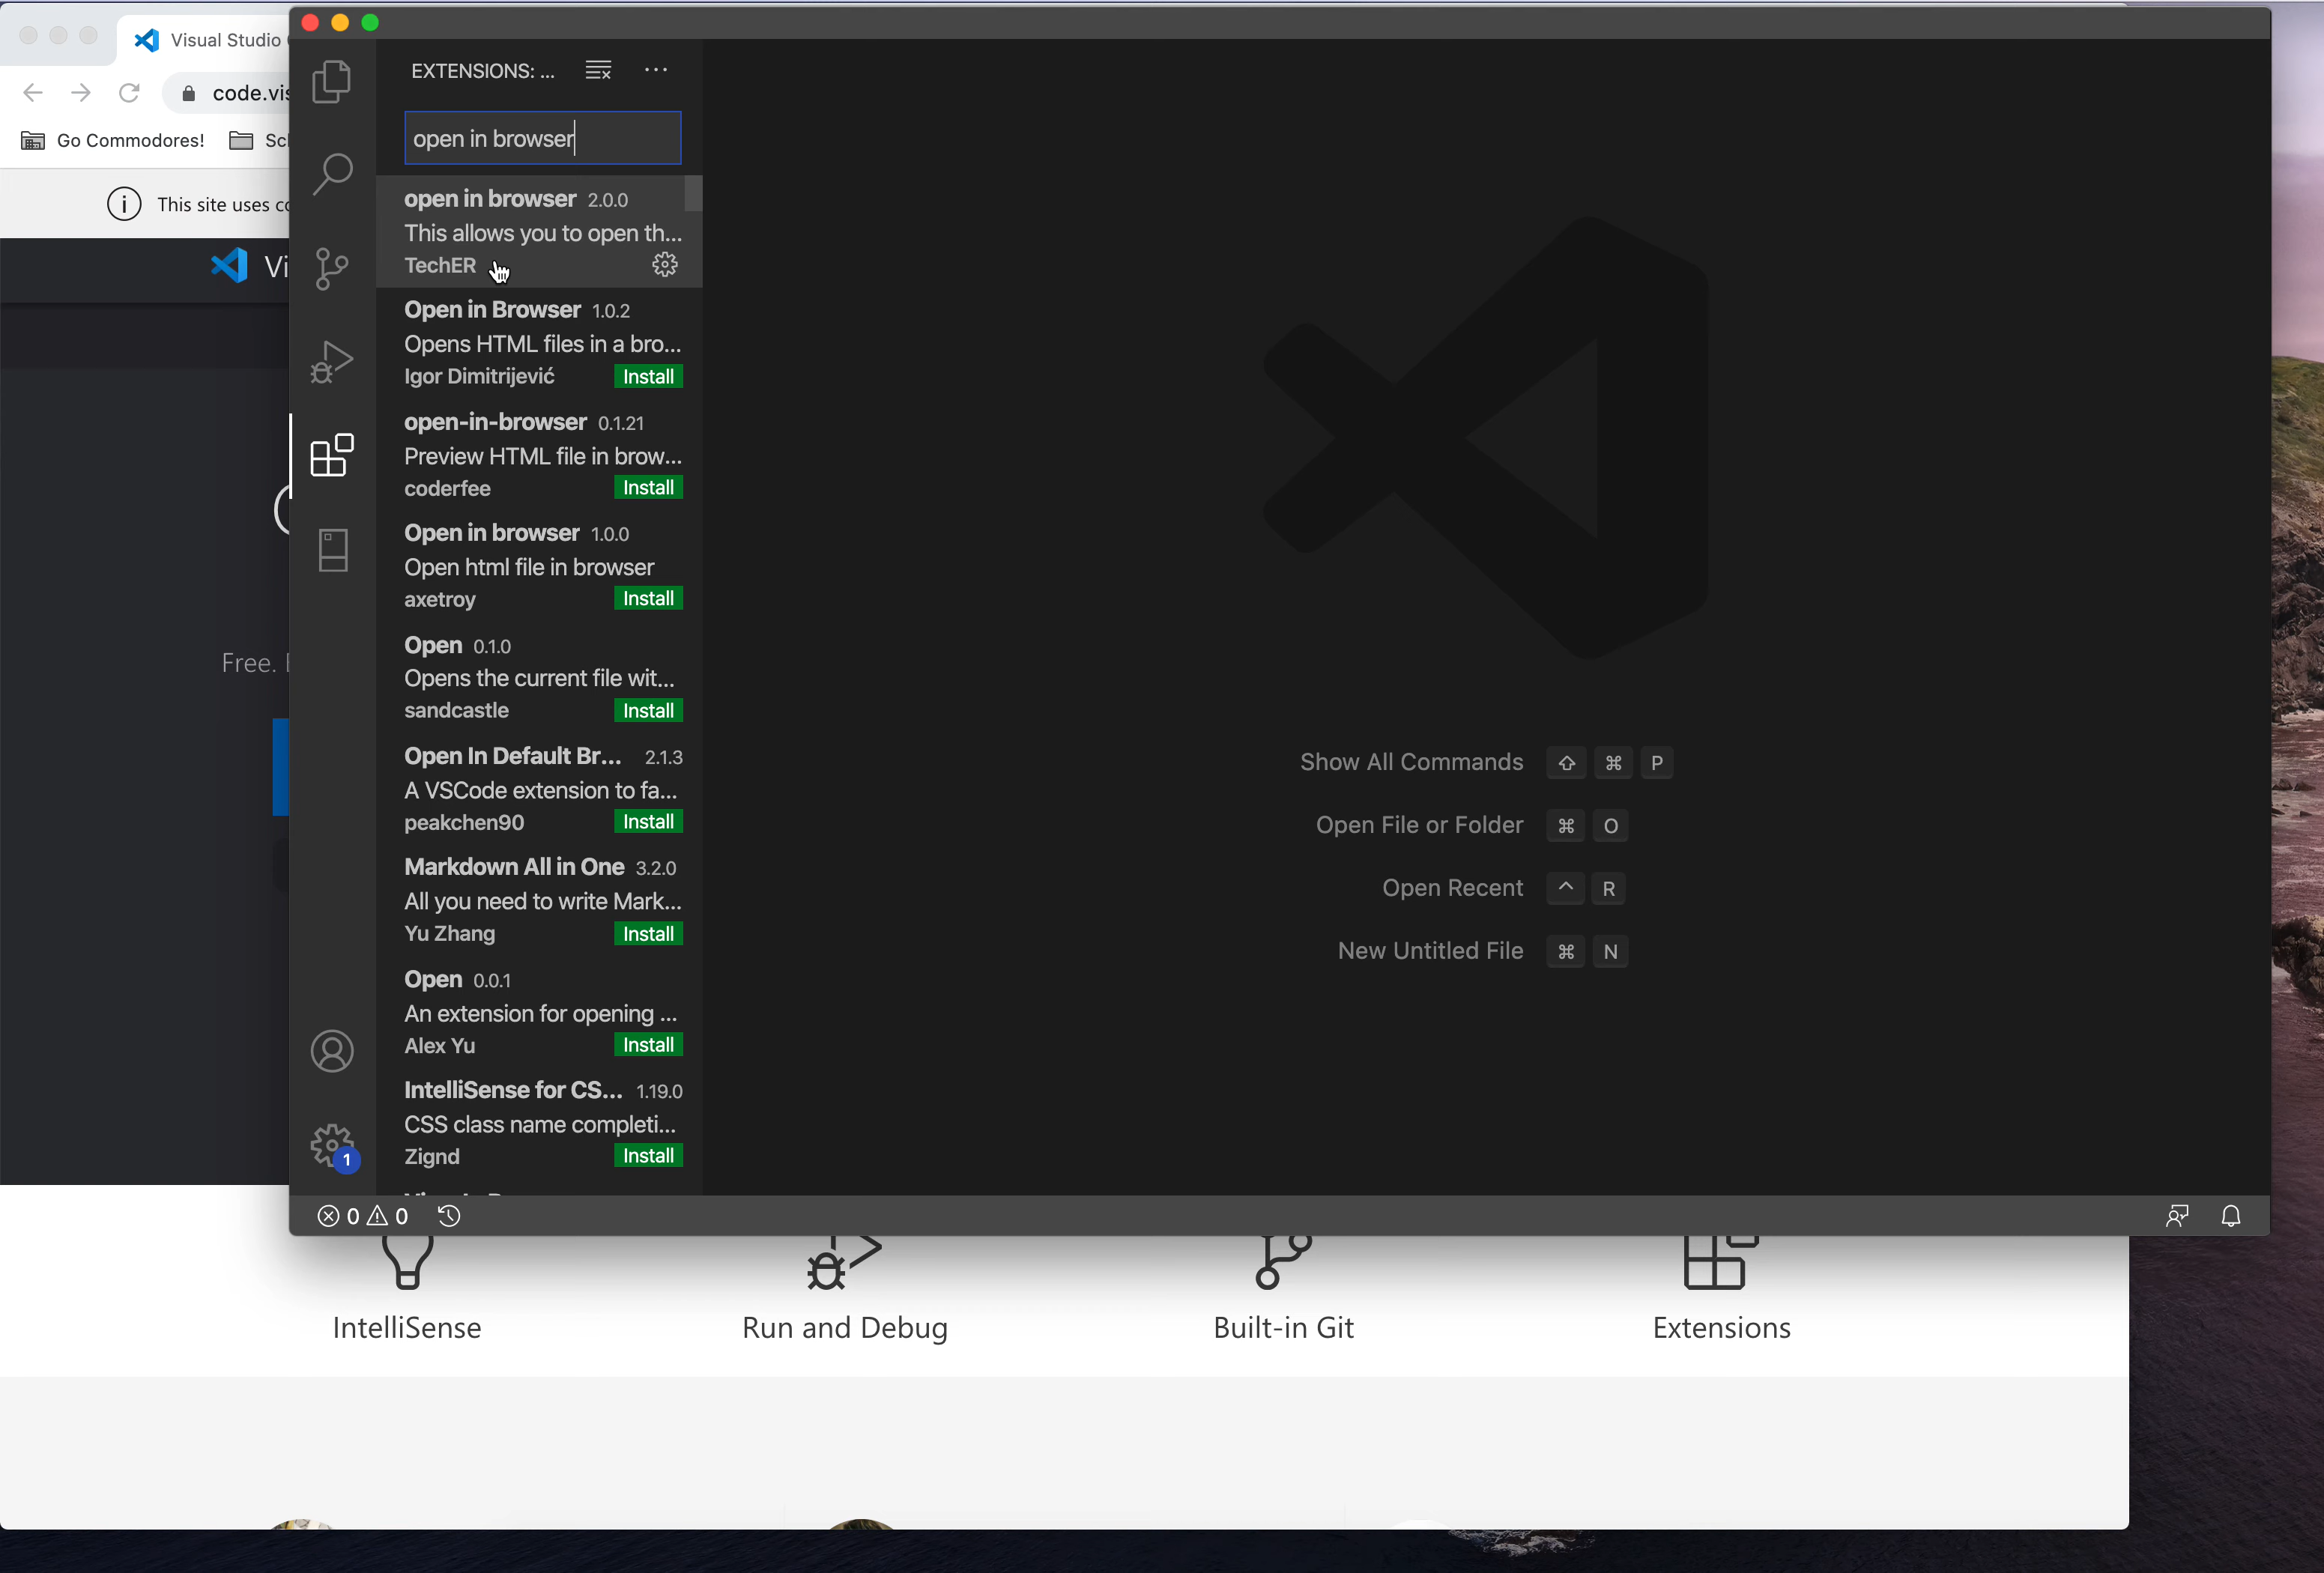 Visual Studio
code.vis
Go Commodores!
This site uses
Free.
EXTENSIONS: ...
open in browser
open in browser 2.0.0
This allows you to open th...
TechER
Open in Browser 1.0.2
Opens HTML files in a bro...
Igor Dimitrijević Install
open-in-browser 0.1.21
Preview HTML file in brow...
coderfee Install
Open in browser 1.0.0
Open html file in browser
axetroy Install
Open 0.1.0
Opens the current file wit...
sandcastle Install
Open In Default Br... 2.1.3
A VSCode extension to fa...
peakchen90 Install
Markdown All in One 3.2.0
All you need to write Mark...
Yu Zhang Install
Open 0.0.1
An extension for opening ...
Alex Yu Install
IntelliSense for CS... 1.19.0
CSS class name completi...
Zignd Install
1
0 0
Show All Commands ⇧ ⌘ P
Open File or Folder ⌘ O
Open Recent ^ R
New Untitled File ⌘ N
IntelliSense
Run and Debug
Built-in Git
Extensions